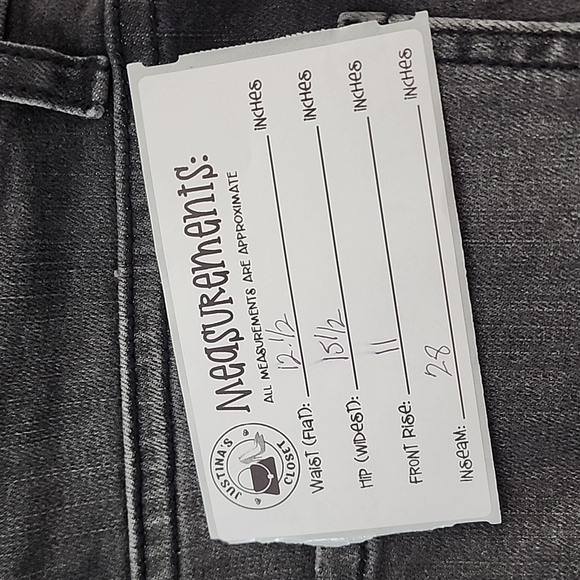 JUSTINA'S
CLOSET
Measurements:
ALL MEASUREMENTS ARE APPROXIMATE
Waist (Flat): 12 1/2 inches
Hip (Widest): 15 1/2 inches
Front Rise: 11 inches
Inseam: 28 inches